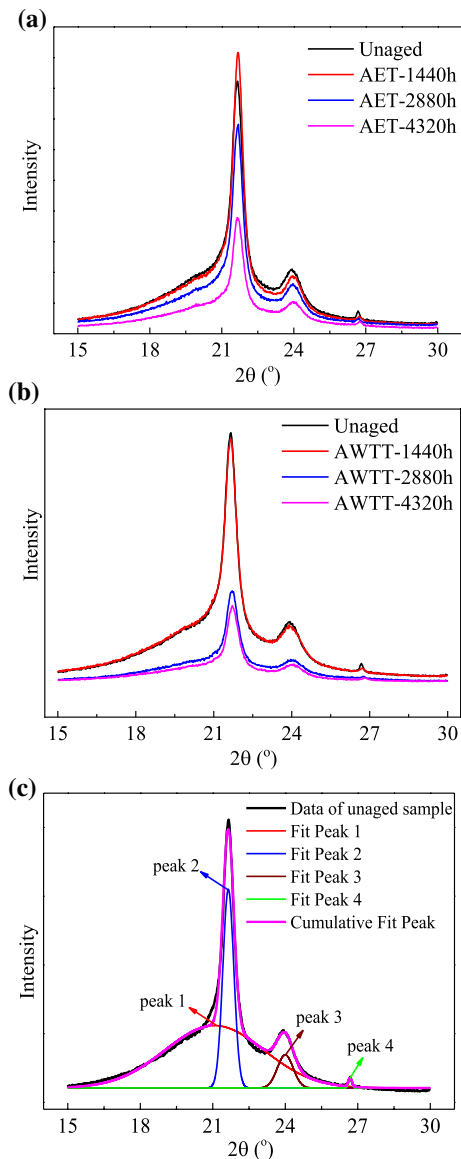 (a)
Unaged
AET-1440h
AET-2880h
AET-4320h
Intensity
15 18 21 24 27 30
2θ (°)
(b)
Unaged
AWTT-1440h
AWTT-2880h
AWTT-4320h
Intensity
15 18 21 24 27 30
2θ (°)
(c)
Data of unaged sample
Fit Peak 1
Fit Peak 2
Fit Peak 3
Fit Peak 4
Cumulative Fit Peak
peak 2
peak 1
peak 3
peak 4
Intensity
15 18 21 24 27 30
2θ (°)